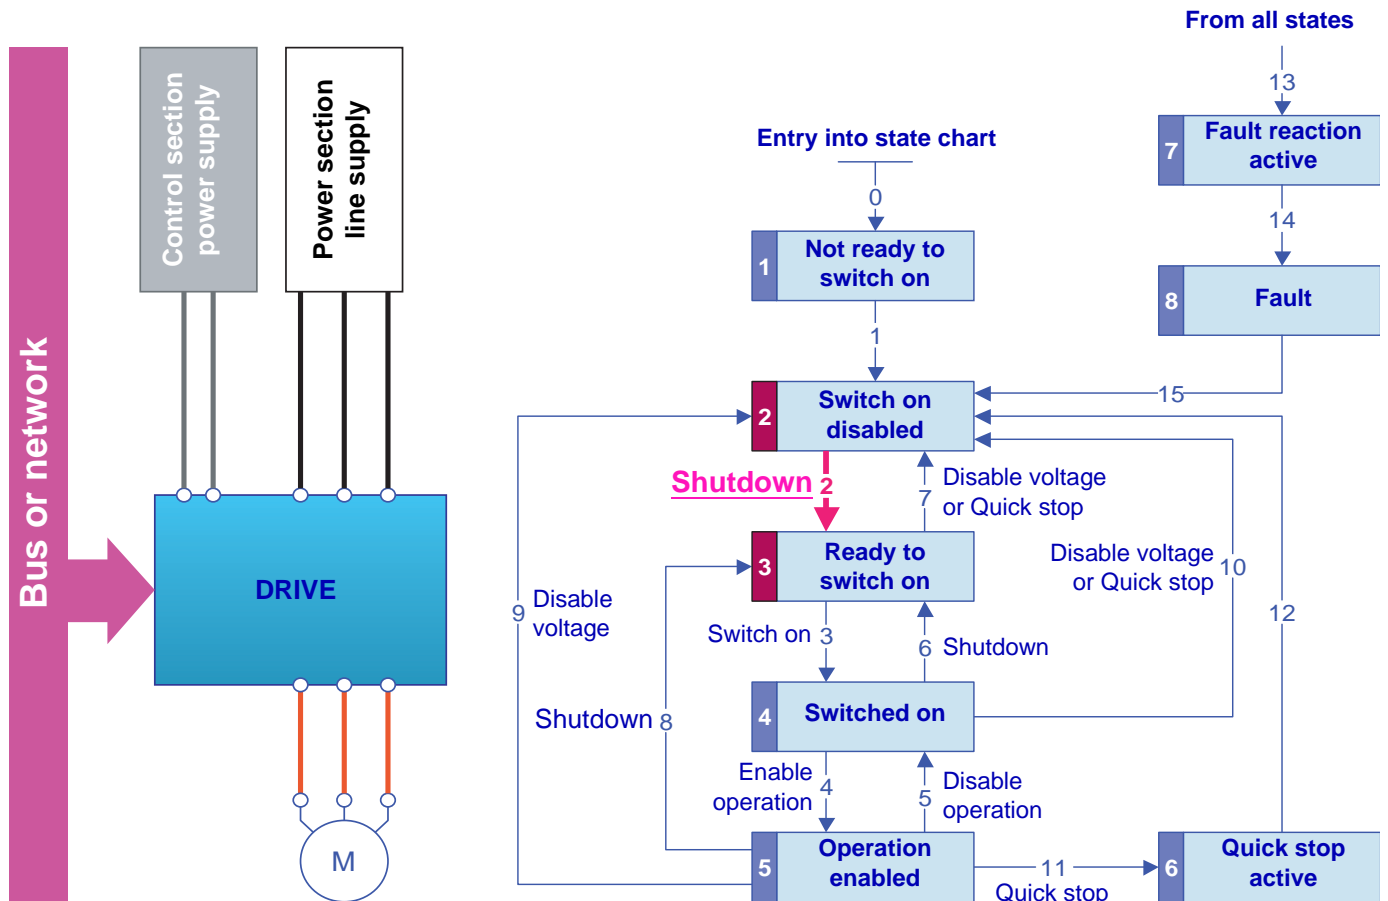 From all states
13
Fault reaction
active
7
14
Fault
8
Entry into state chart
0
Not ready to
switch on
1
1
Switch on
disabled
2
15
Shutdown 2
7 Disable voltage
or Quick stop
Ready to
switch on
3
Disable voltage
or Quick stop
10
12
9 Disable
voltage
Switch on 3
6 Shutdown
Switched on
4
Shutdown 8
Enable
operation
4
5
Disable
operation
Operation
enabled
5
11
Quick stop
Quick stop
active
6
Bus or network
Control section
power supply
Power section
line supply
DRIVE
M